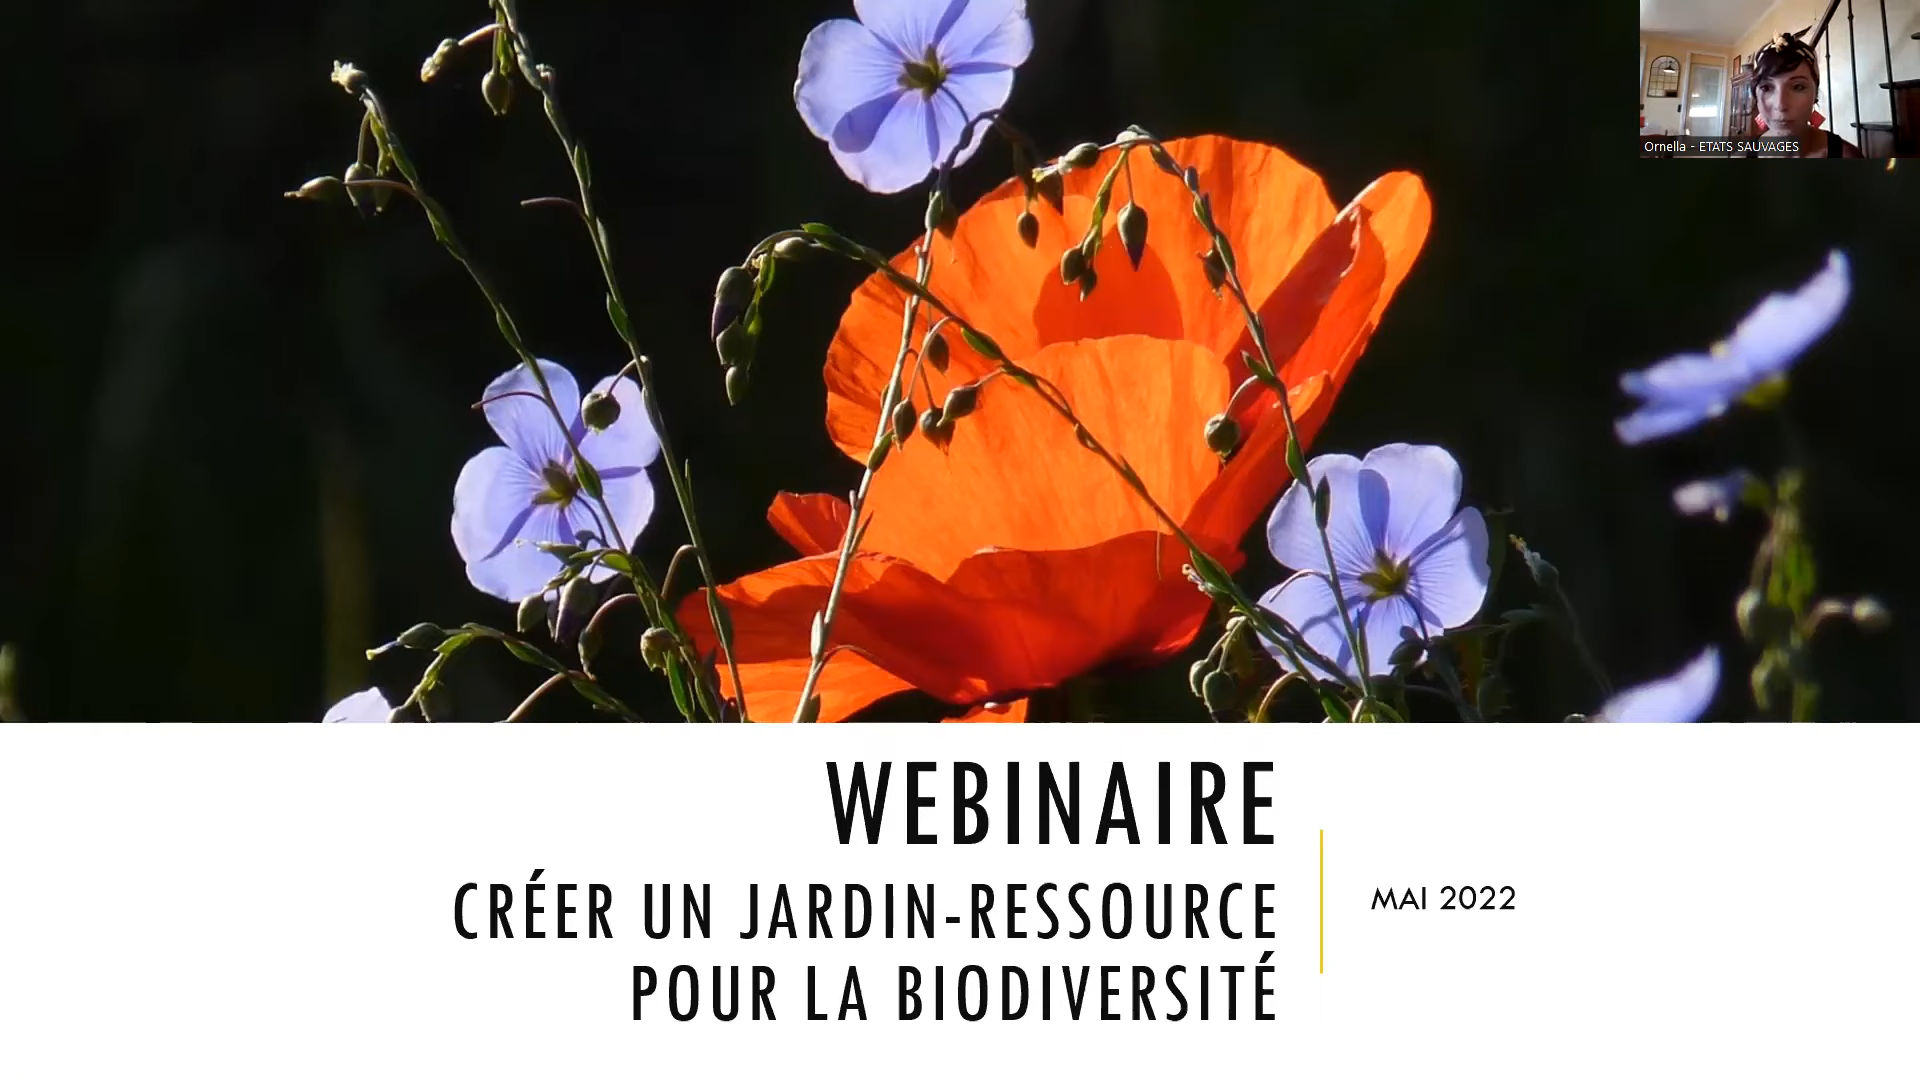 Ornella - ETATS SAUVAGES
WEBINAIRE
CRÉER UN JARDIN-RESSOURCE
POUR LA BIODIVERSITÉ
MAI 2022